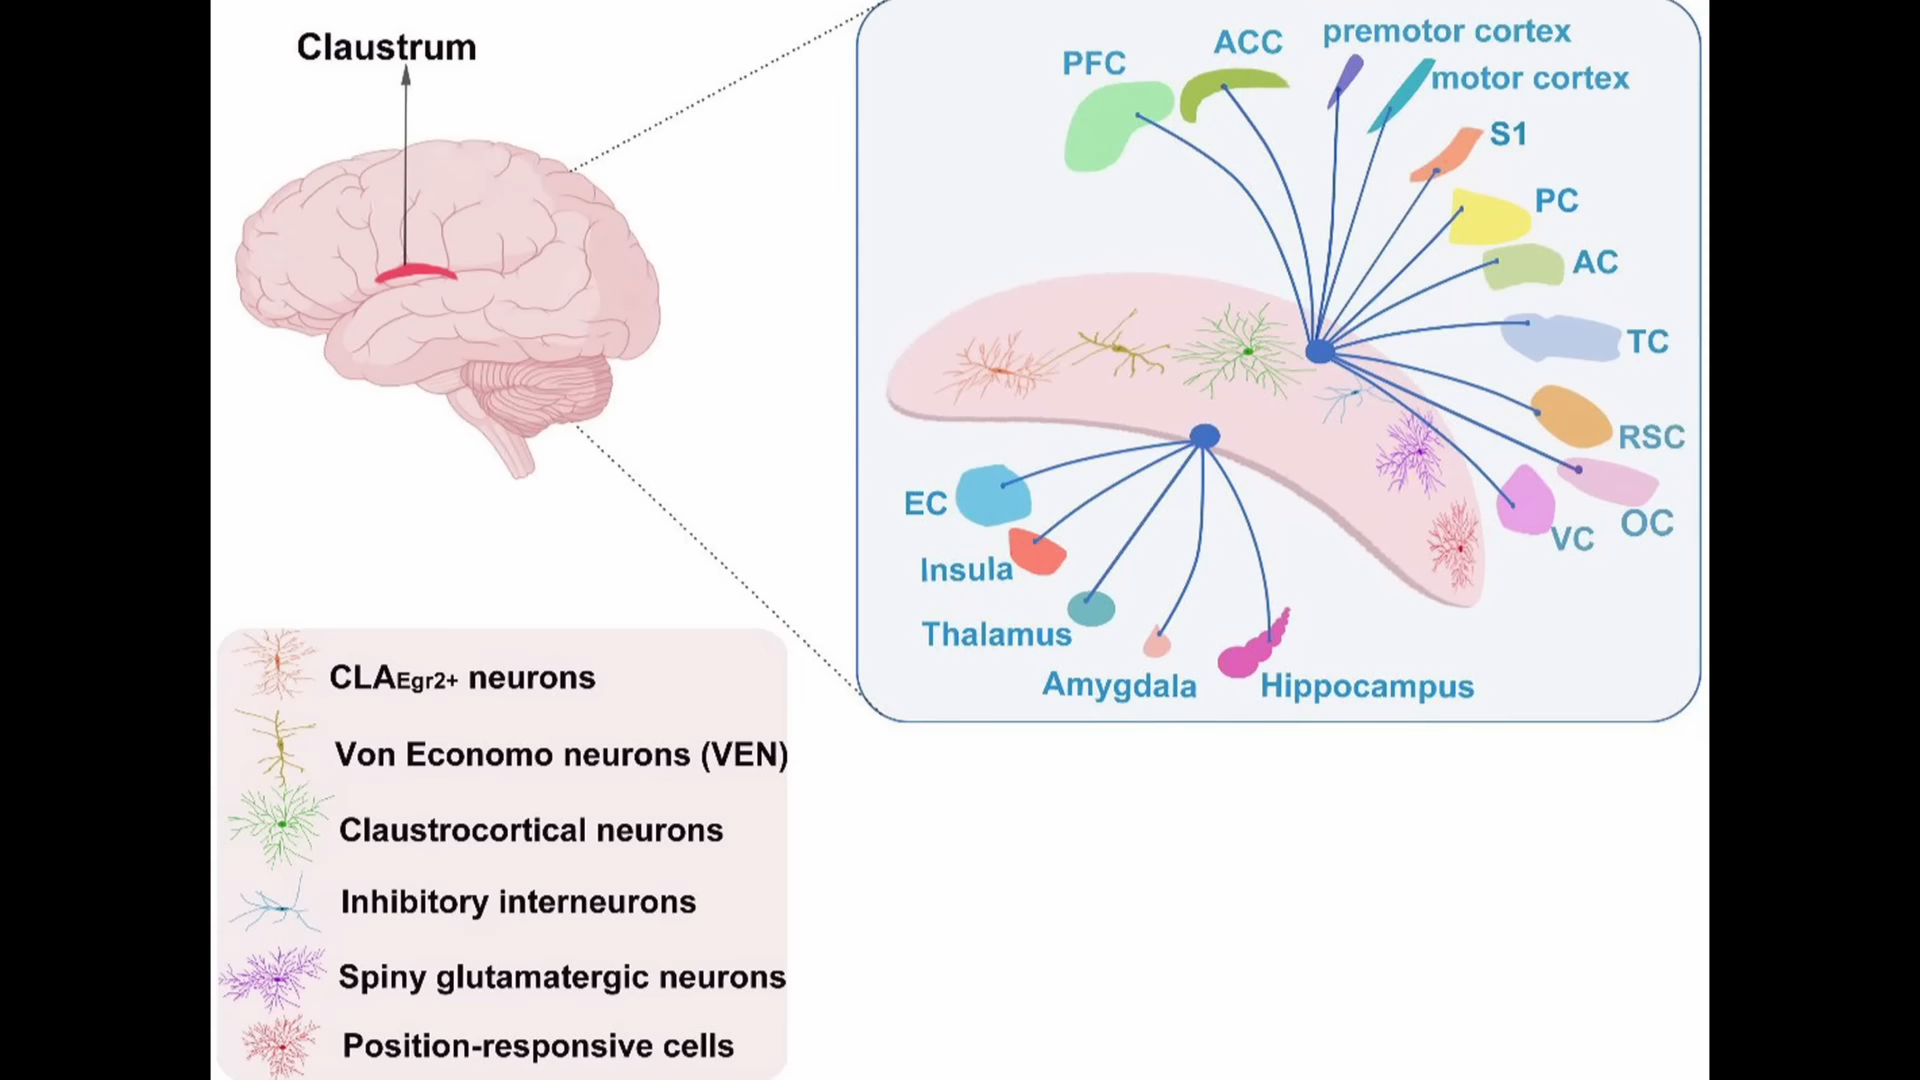 Claustrum
PFC
ACC
premotor cortex
motor cortex
S1
PC
AC
TC
RSC
OC
VC
EC
Insula
Thalamus
Amygdala
Hippocampus
CLAEgr2+ neurons
Von Economo neurons (VEN)
Claustrocortical neurons
Inhibitory interneurons
Spiny glutamatergic neurons
Position-responsive cells